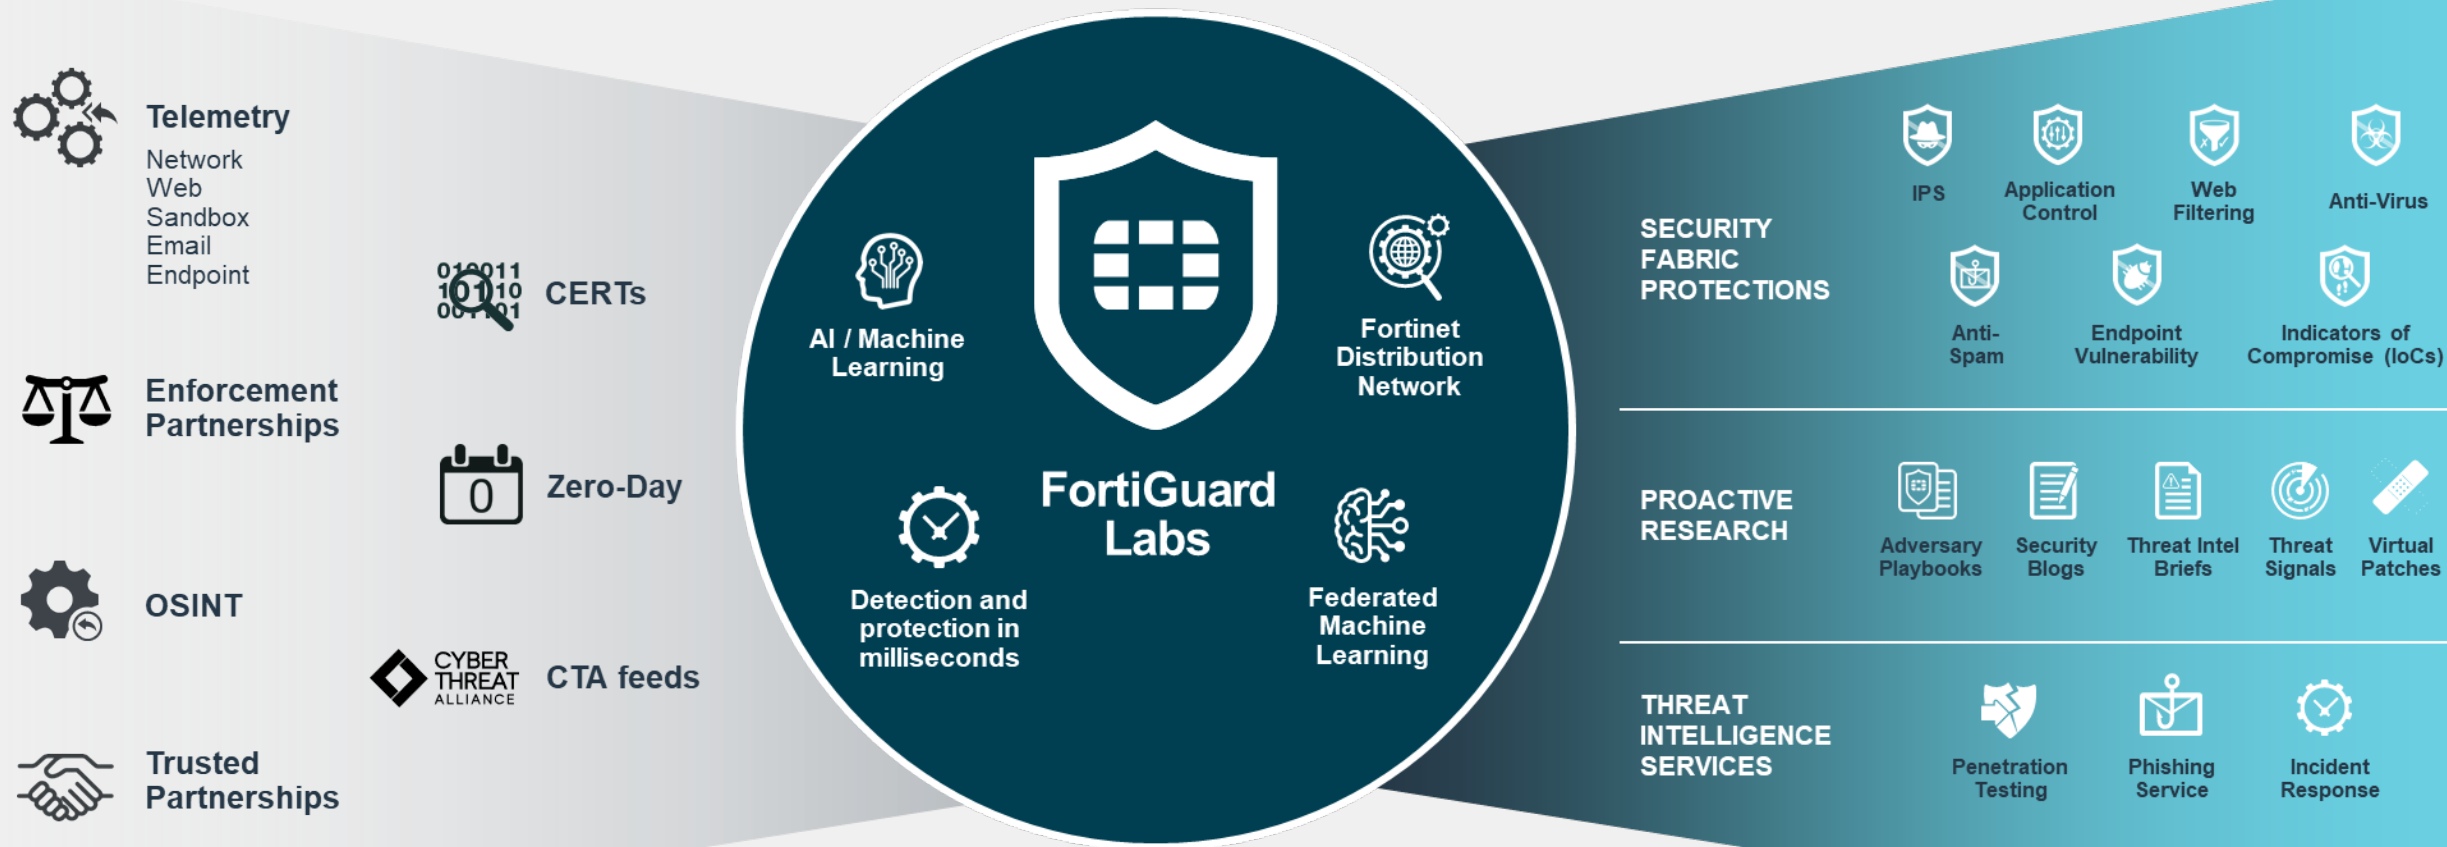 Telemetry
Network
Web
Sandbox
Email
Endpoint
Enforcement
Partnerships
OSINT
Trusted
Partnerships
010011
10110
001101
CERTs
0
Zero-Day
CYBER
THREAT
ALLIANCE
CTA feeds
AI / Machine
Learning
Fortinet
Distribution
Network
FortiGuard
Labs
Detection and
protection in
milliseconds
Federated
Machine
Learning
SECURITY
FABRIC
PROTECTIONS
IPS
Application
Control
Web
Filtering
Anti-Virus
Anti-
Spam
Endpoint
Vulnerability
Indicators of
Compromise (IoCs)
PROACTIVE
RESEARCH
Adversary
Playbooks
Security
Blogs
Threat Intel
Briefs
Threat
Signals
Virtual
Patches
THREAT
INTELLIGENCE
SERVICES
Penetration
Testing
Phishing
Service
Incident
Response